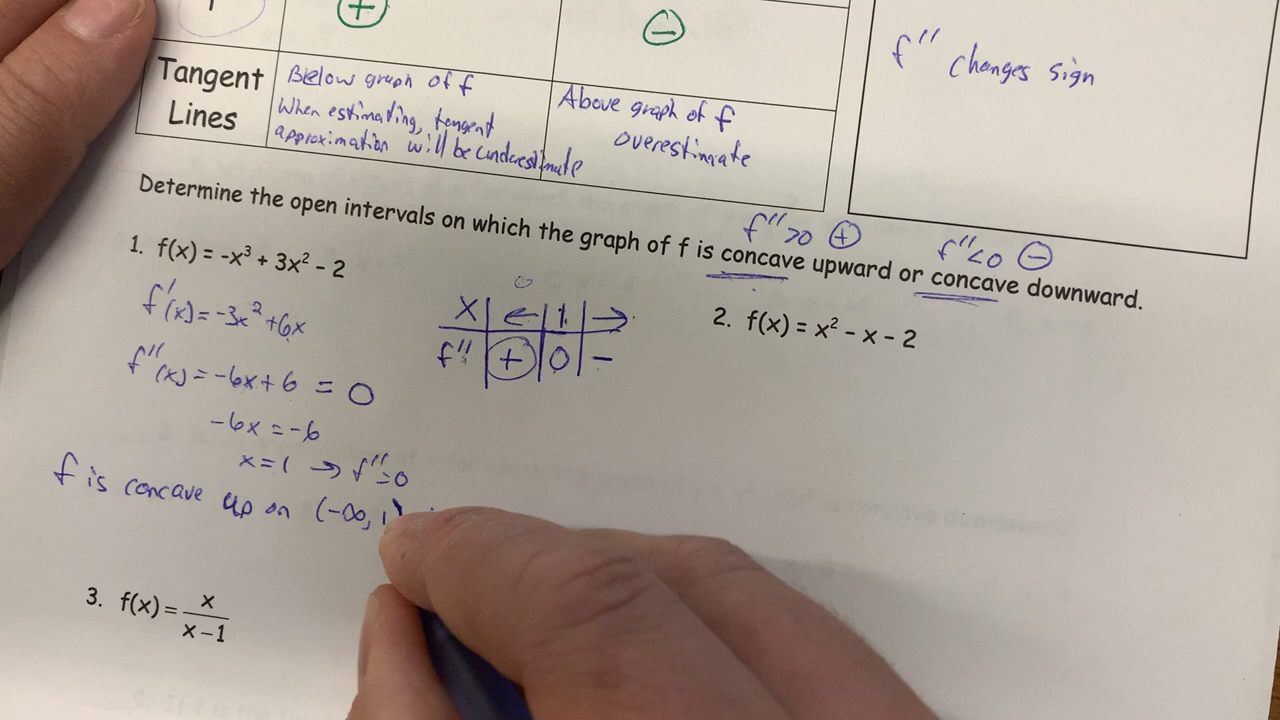 +
−
f'' changes sign
Tangent
Lines
Below graph of f
When estimating, tangent
approximation will be underestimate
Above graph of f
overestimate
f''>0 +
f''<0 −
Determine the open intervals on which the graph of f is concave upward or concave downward.
1. f(x) = -x³ + 3x² - 2
f'(x) = -3x² + 6x
f''(x) = -6x + 6 = 0
-6x = -6
x = 1 → f''=0
x ← 1 →
f'' + 0 −
f is concave up on (-∞, 1)
2. f(x) = x² - x - 2
3. f(x) = x
x - 1